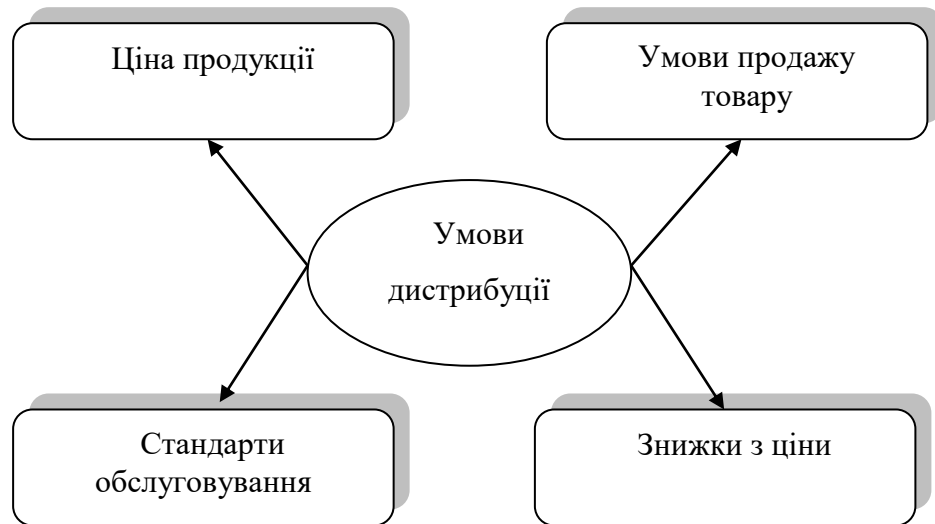 Ціна продукції
Умови продажу
товару
Умови
дистрибуції
Стандарти
обслуговування
Знижки з ціни